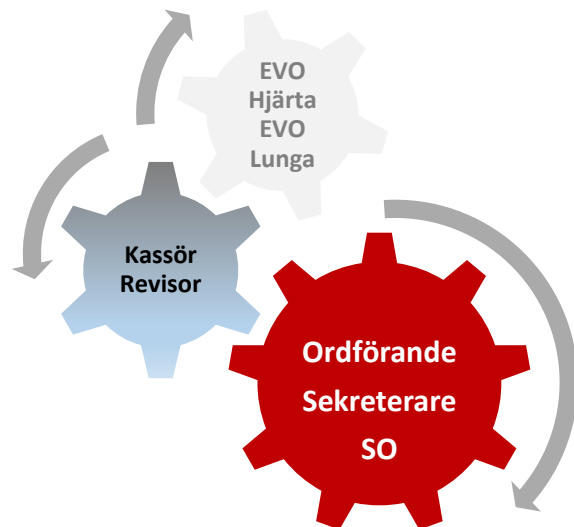 EVO
Hjärta
EVO
Lunga
Kassör
Revisor
Ordförande
Sekreterare
SO